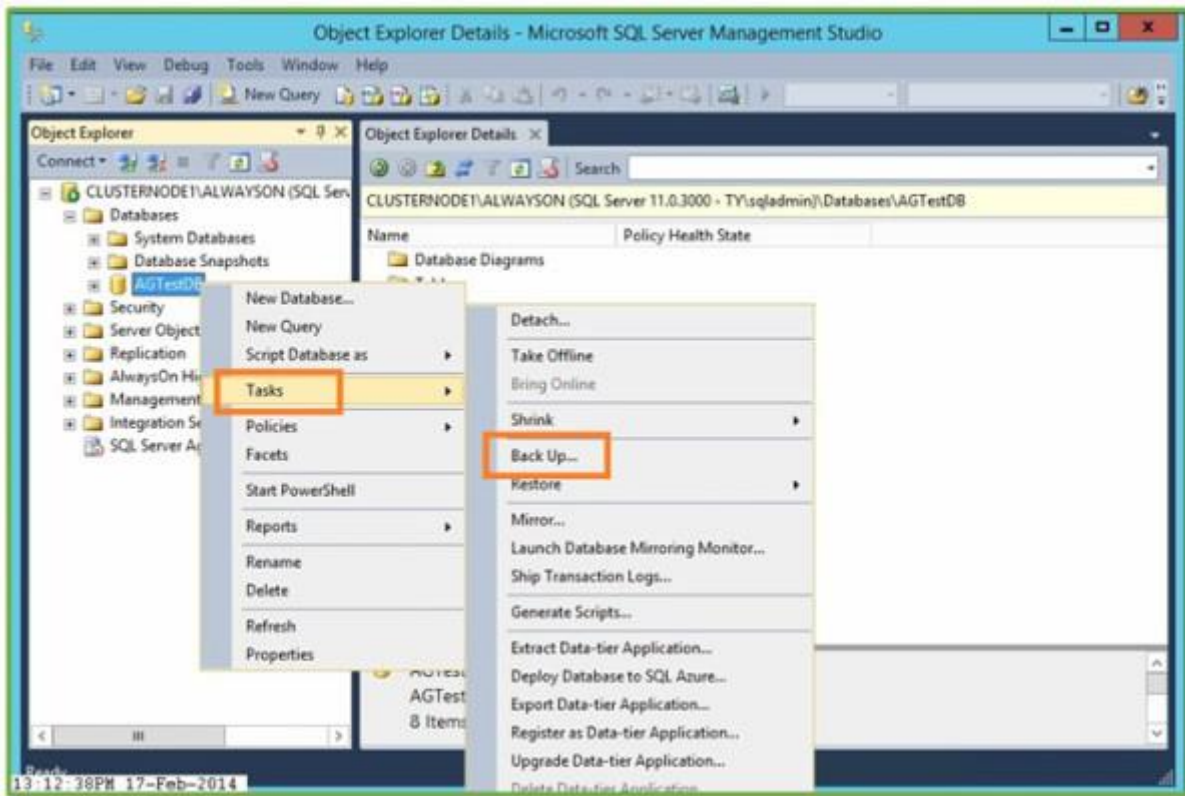 Object Explorer Details - Microsoft SQL Server Management Studio
File Edit View Debug Tools Window Help
New Query
Object Explorer
Connect
CLUSTERNODE1\ALWAYSON (SQL Serv
Databases
System Databases
Database Snapshots
AGTestDB
Security
Server Object
Replication
AlwaysOn Hi
Management
Integration Se
SQL Server Ag
Object Explorer Details
Search
CLUSTERNODE1\ALWAYSON (SQL Server 11.0.3000 - TY\sqladmin)\Databases\AGTestDB
Name Policy Health State
Database Diagrams
New Database...
New Query
Script Database as
Tasks
Policies
Facets
Start PowerShell
Reports
Rename
Delete
Refresh
Properties
Detach...
Take Offline
Bring Online
Shrink
Back Up...
Restore
Mirror...
Launch Database Mirroring Monitor...
Ship Transaction Logs...
Generate Scripts...
Extract Data-tier Application...
Deploy Database to SQL Azure...
Export Data-tier Application...
Register as Data-tier Application...
Upgrade Data-tier Application...
Delete Data-tier Application...
AGTest
8 Items
Ready
13:12:38PM 17-Feb-2014